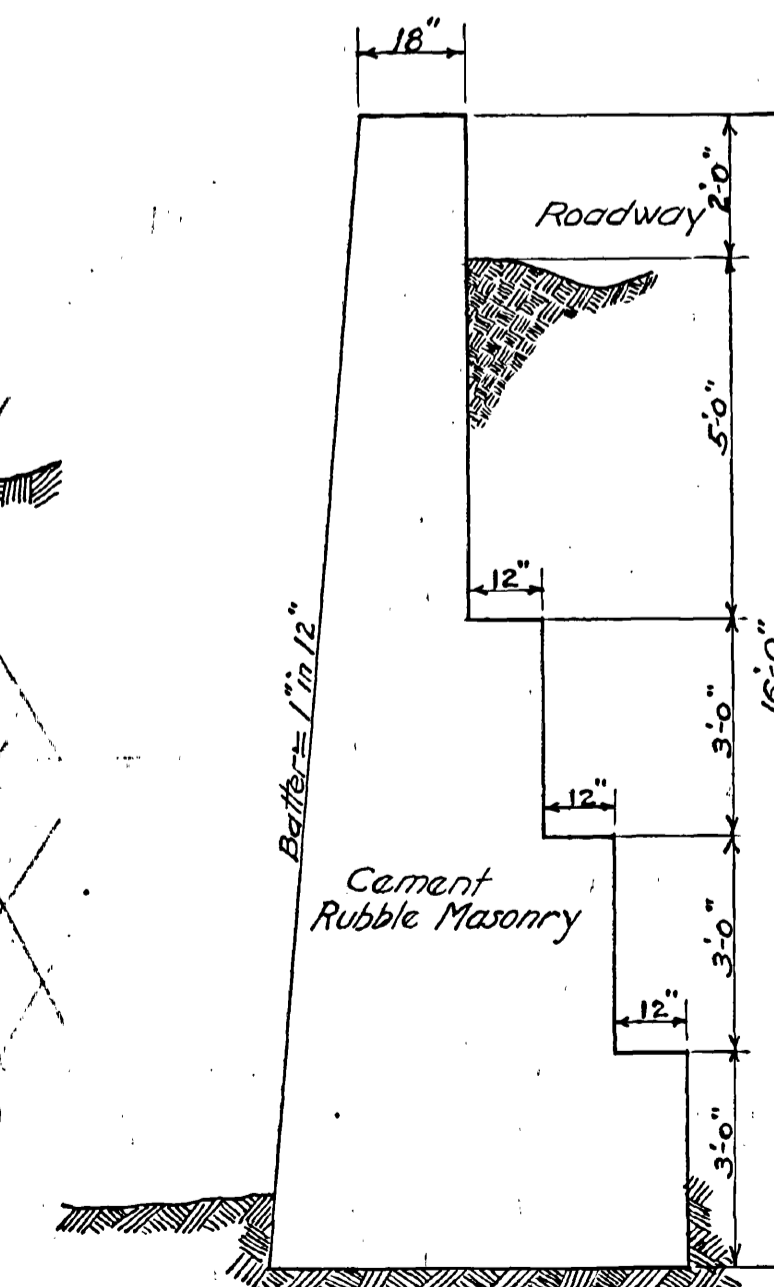 18"
2'-0"
Roadway
5'-0"
12"
Batter = 1" in 12"
16'-0"
3'-0"
12"
Cement
Rubble Masonry
3'-0"
12"
3'-0"